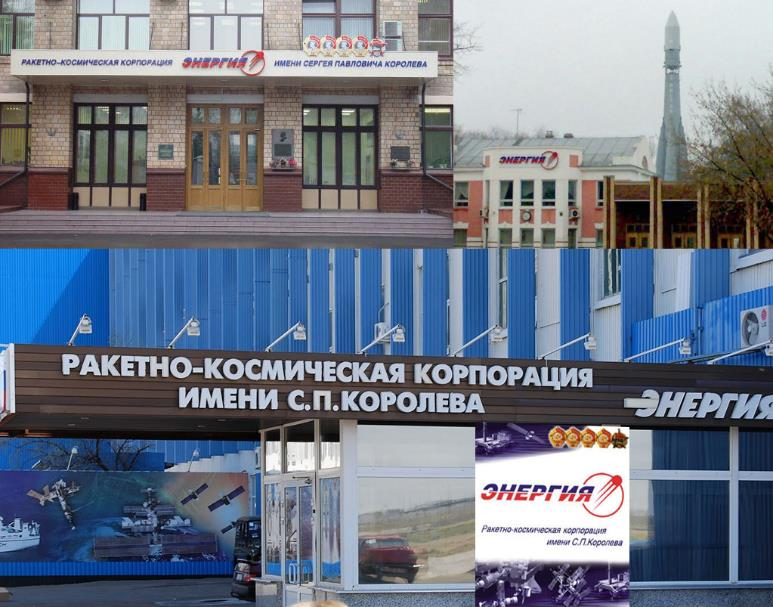 РАКЕТНО-КОСМИЧЕСКАЯ КОРПОРАЦИЯ ЭНЕРГИЯ ИМЕНИ СЕРГЕЯ ПАВЛОВИЧА КОРОЛЕВА
ЭНЕРГИЯ
РАКЕТНО-КОСМИЧЕСКАЯ КОРПОРАЦИЯ
ИМЕНИ С.П.КОРОЛЕВА
ЭНЕРГИЯ
ЭНЕРГИЯ
Ракетно-космическая корпорация
имени С.П.Королева